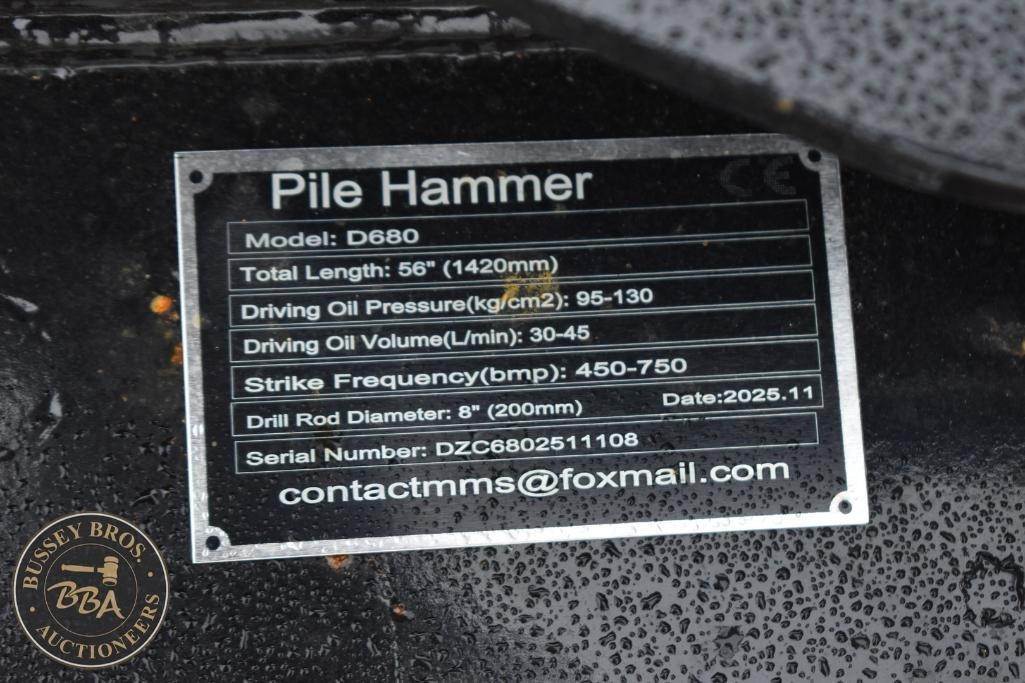 Pile Hammer
CE
Model: D680
Total Length: 56" (1420mm)
Driving Oil Pressure(kg/cm2): 95-130
Driving Oil Volume(L/min): 30-45
Strike Frequency(bmp): 450-750
Drill Rod Diameter: 8" (200mm) Date:2025.11
Serial Number: DZC6802511108
contactmms@foxmail.com
BUSSEY BROS.
BBA
AUCTIONEERS